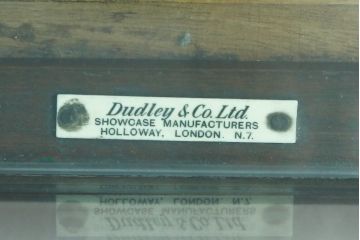 Dudley & Co. Ltd.
SHOWCASE MANUFACTURERS
HOLLOWAY, LONDON. N.7.